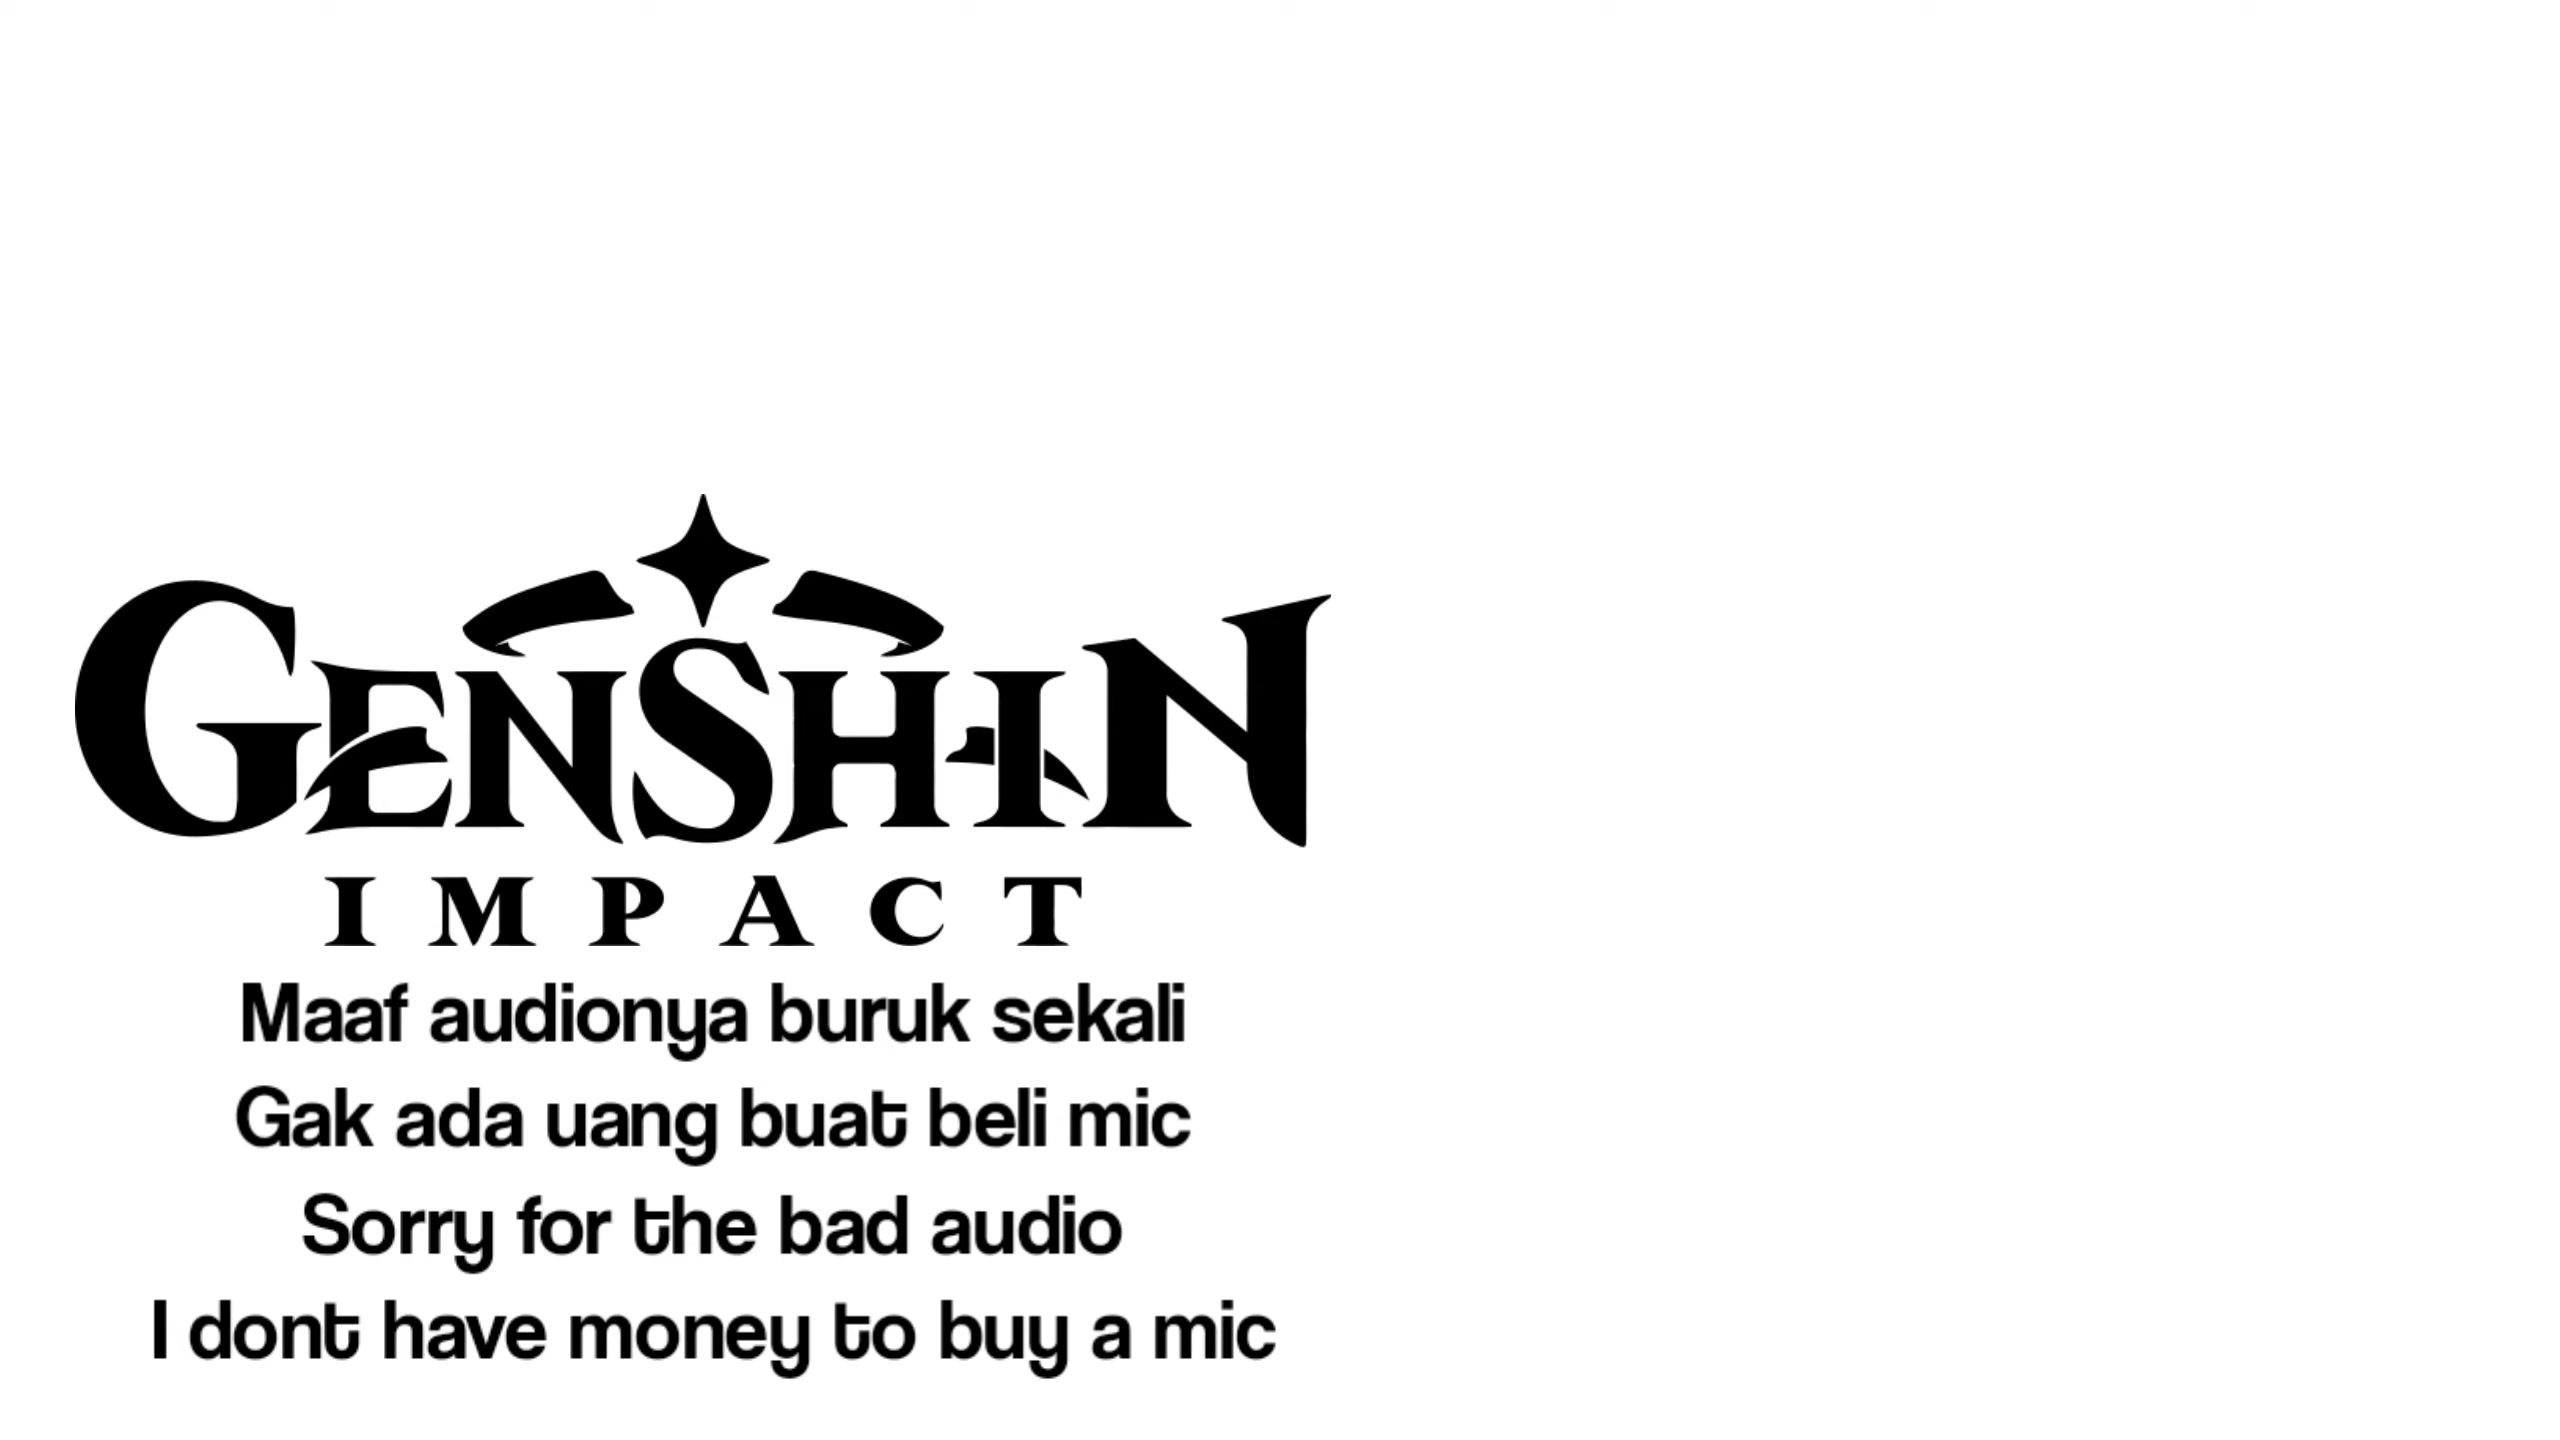 GENSHIN
IMPACT
Maaf audionya buruk sekali
Gak ada uang buat beli mic
Sorry for the bad audio
I dont have money to buy a mic